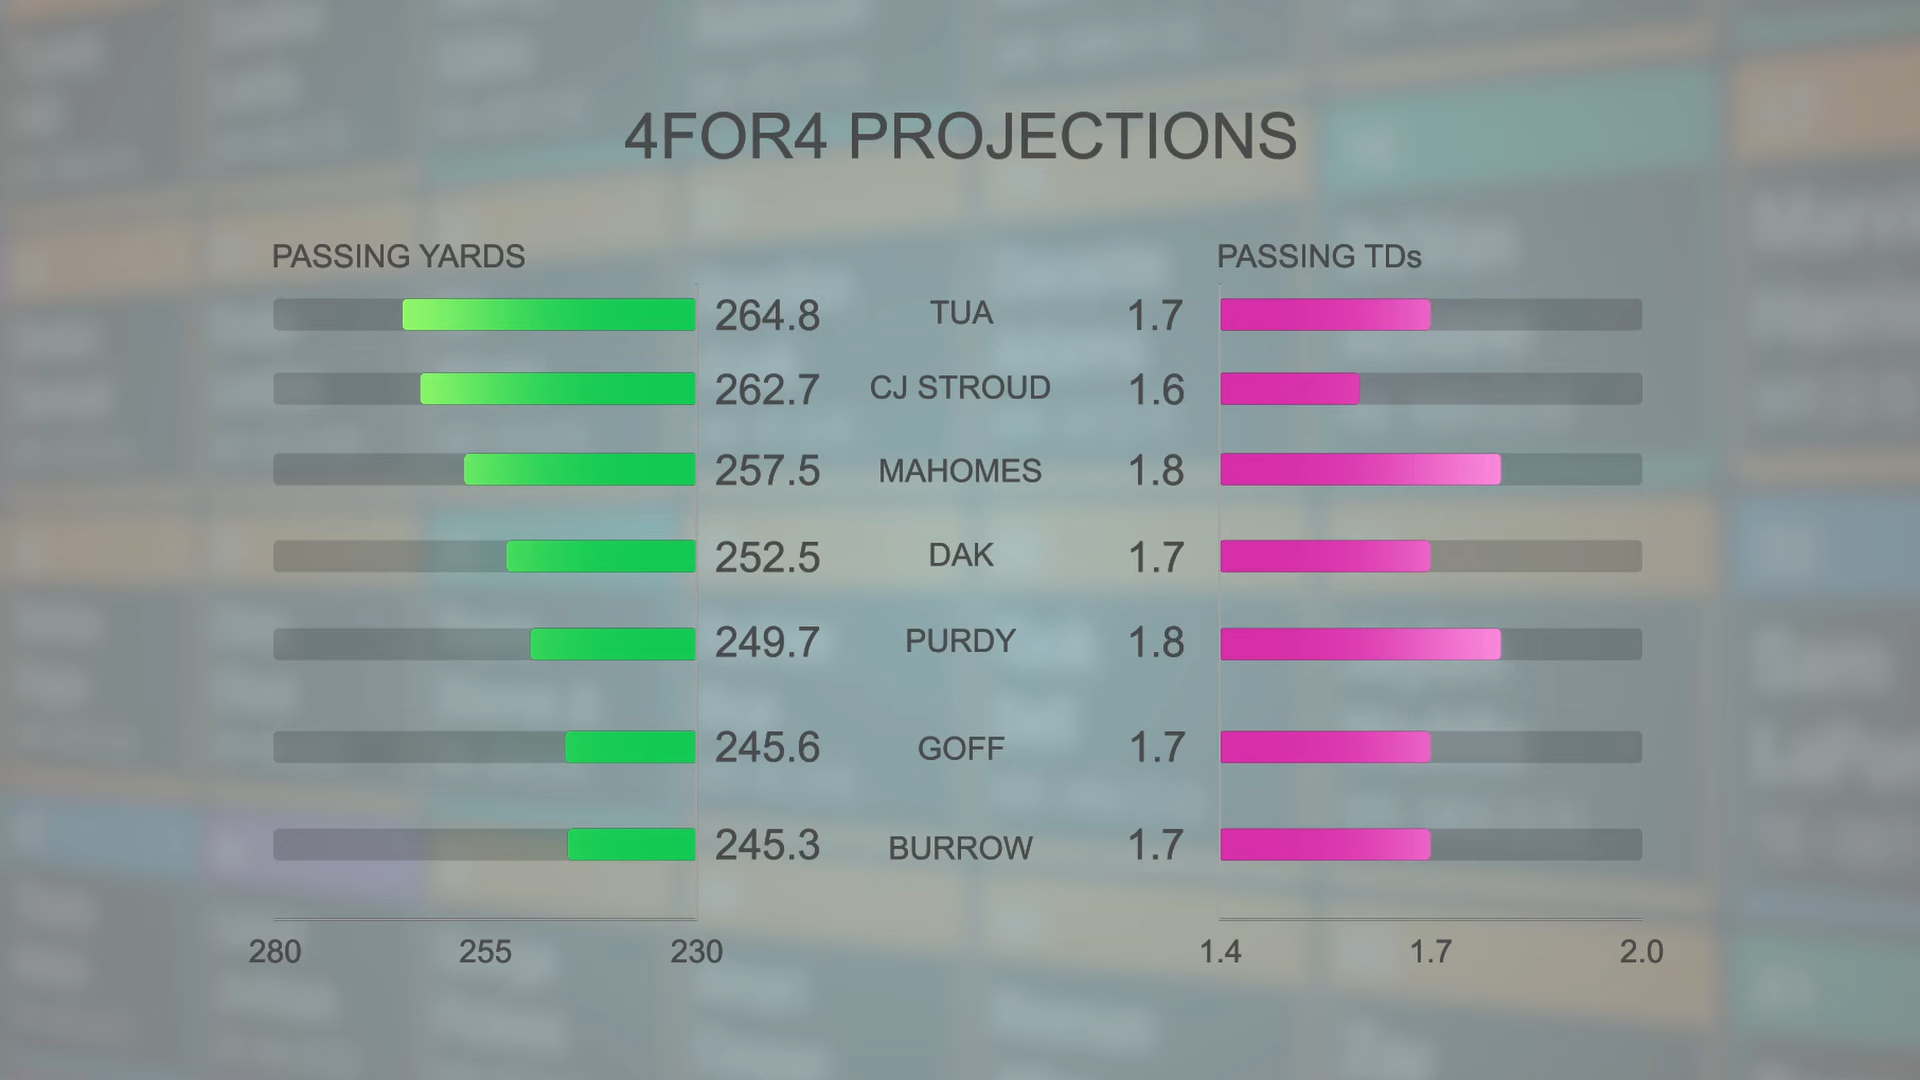 4FOR4 PROJECTIONS
PASSING YARDS PASSING TDs
264.8 TUA 1.7
262.7 CJ STROUD 1.6
257.5 MAHOMES 1.8
252.5 DAK 1.7
249.7 PURDY 1.8
245.6 GOFF 1.7
245.3 BURROW 1.7
280 255 230 1.4 1.7 2.0